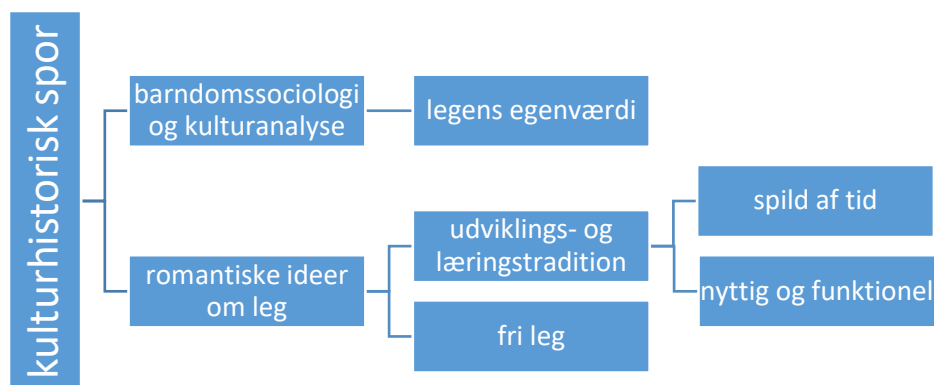 kulturhistorisk spor
barndomssociologi
og kulturanalyse
legens egenværdi
romantiske ideer
om leg
udviklings- og
læringstradition
spild af tid
nyttig og funktionel
fri leg